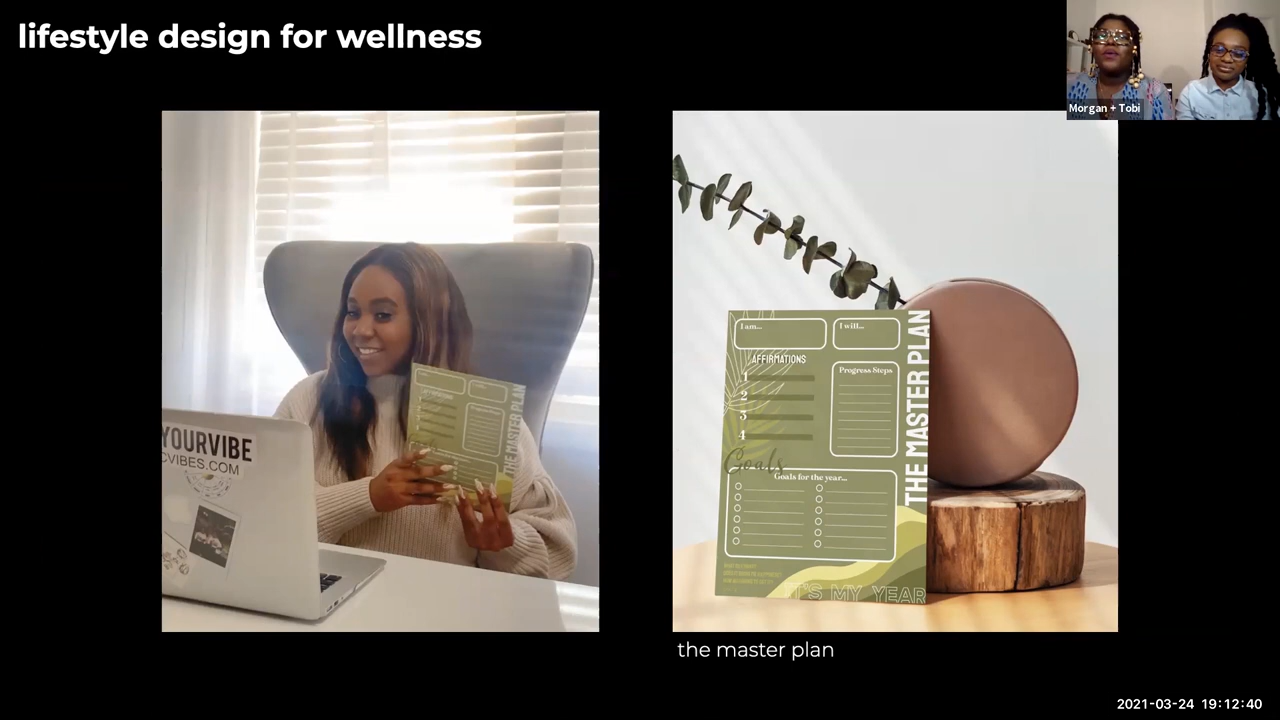 lifestyle design for wellness
Morgan + Tobi
YOURVIBE
CVIBES.COM
THE MASTER PLAN
I am...
I will...
AFFIRMATIONS
1
2
3
4
Progress Steps
THE MASTER PLAN
Goals
Goals for the year...
IT'S MY YEAR
the master plan
2021-03-24 19:12:40